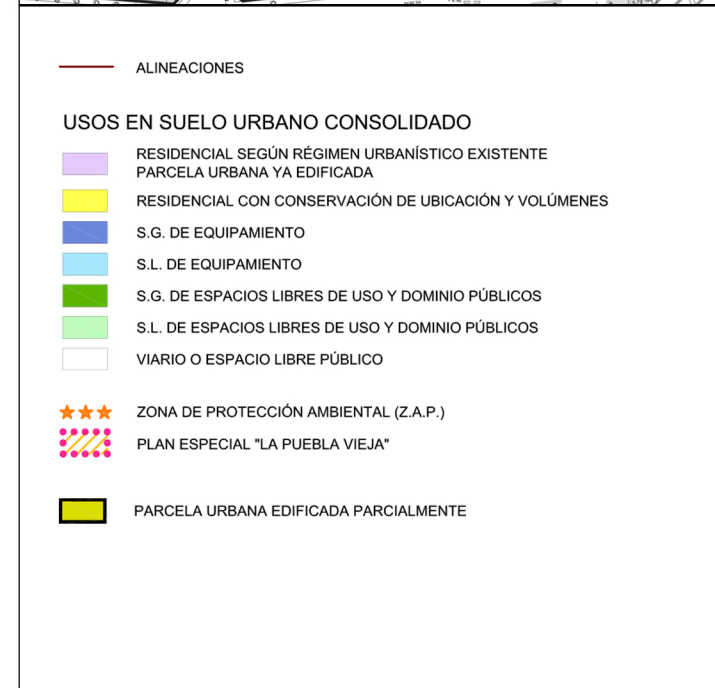 ALINEACIONES
USOS EN SUELO URBANO CONSOLIDADO
RESIDENCIAL SEGÚN RÉGIMEN URBANÍSTICO EXISTENTE
PARCELA URBANA YA EDIFICADA
RESIDENCIAL CON CONSERVACIÓN DE UBICACIÓN Y VOLÚMENES
S.G. DE EQUIPAMIENTO
S.L. DE EQUIPAMIENTO
S.G. DE ESPACIOS LIBRES DE USO Y DOMINIO PÚBLICOS
S.L. DE ESPACIOS LIBRES DE USO Y DOMINIO PÚBLICOS
VIARIO O ESPACIO LIBRE PÚBLICO
ZONA DE PROTECCIÓN AMBIENTAL (Z.A.P.)
PLAN ESPECIAL "LA PUEBLA VIEJA"
PARCELA URBANA EDIFICADA PARCIALMENTE